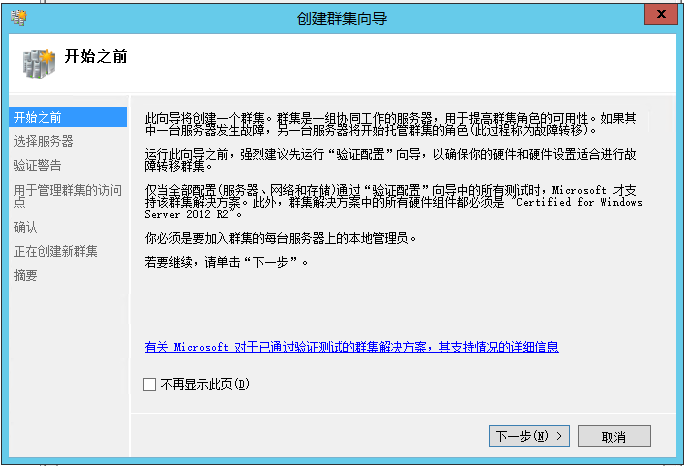 创建群集向导
x
开始之前
开始之前
选择服务器
验证警告
用于管理群集的访问
点
确认
正在创建新群集
摘要
此向导将创建一个群集。群集是一组协同工作的服务器，用于提高群集角色的可用性。如果其
中一台服务器发生故障，另一台服务器将开始托管群集的角色(此过程称为故障转移)。
运行此向导之前，强烈建议先运行“验证配置”向导，以确保你的硬件和硬件设置适合进行故
障转移群集。
仅当全部配置(服务器、网络和存储)通过“验证配置”向导中的所有测试时，Microsoft 才支
持该群集解决方案。此外，群集解决方案中的所有硬件组件都必须是 "Certified for Windows
Server 2012 R2"。
你必须是要加入群集的每台服务器上的本地管理员。
若要继续，请单击“下一步”。
有关 Microsoft 对于已通过验证测试的群集解决方案，其支持情况的详细信息
不再显示此页(D)
下一步(N) >
取消